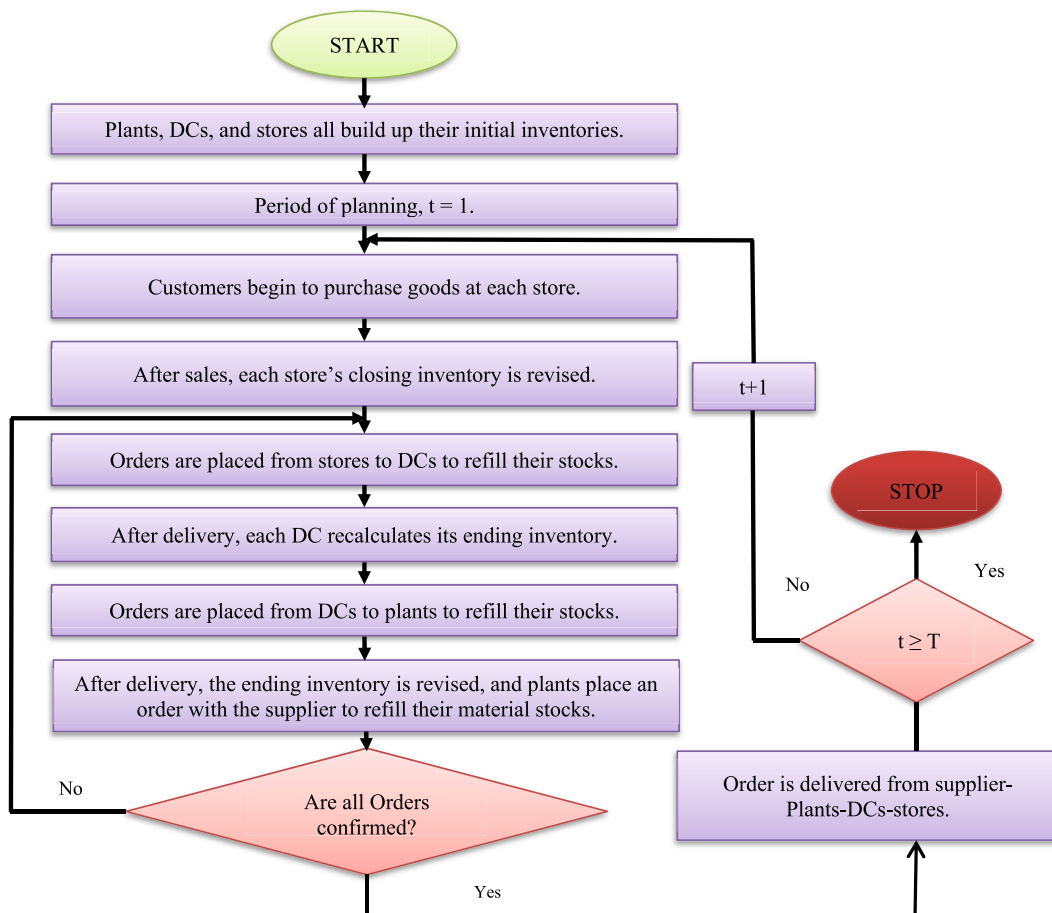 START
Plants, DCs, and stores all build up their initial inventories.
Period of planning, t = 1.
Customers begin to purchase goods at each store.
After sales, each store’s closing inventory is revised.
t+1
Orders are placed from stores to DCs to refill their stocks.
STOP
After delivery, each DC recalculates its ending inventory.
No
Yes
Orders are placed from DCs to plants to refill their stocks.
t ≥ T
After delivery, the ending inventory is revised, and plants place an
order with the supplier to refill their material stocks.
No
Are all Orders
confirmed?
Order is delivered from supplier-
Plants-DCs-stores.
Yes